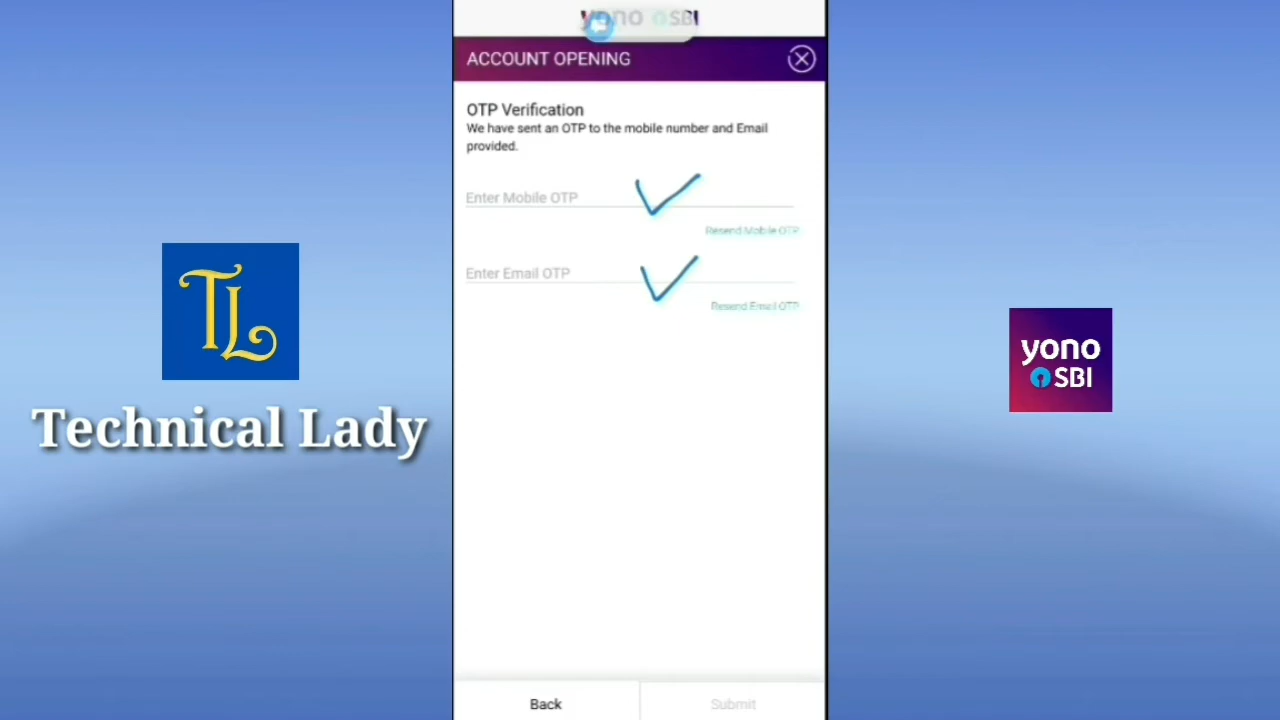 yono SBI
ACCOUNT OPENING
OTP Verification
We have sent an OTP to the mobile number and Email
provided.
Enter Mobile OTP
Resend Mobile OTP
Enter Email OTP
Resend Email OTP
Back
Submit
TL
Technical Lady
yono
SBI